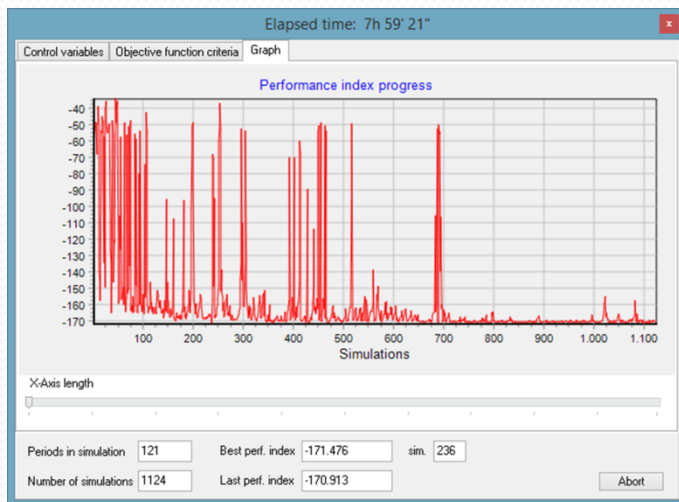 Elapsed time: 7h 59' 21"
x
Control variables Objective function criteria Graph
Performance index progress
-40
-50
-60
-70
-80
-90
-100
-110
-120
-130
-140
-150
-160
-170
100 200 300 400 500 600 700 800 900 1.000 1.100
Simulations
X-Axis length
Periods in simulation 121 Best perf. index -171.476 sim. 236
Number of simulations 1124 Last perf. index -170.913 Abort